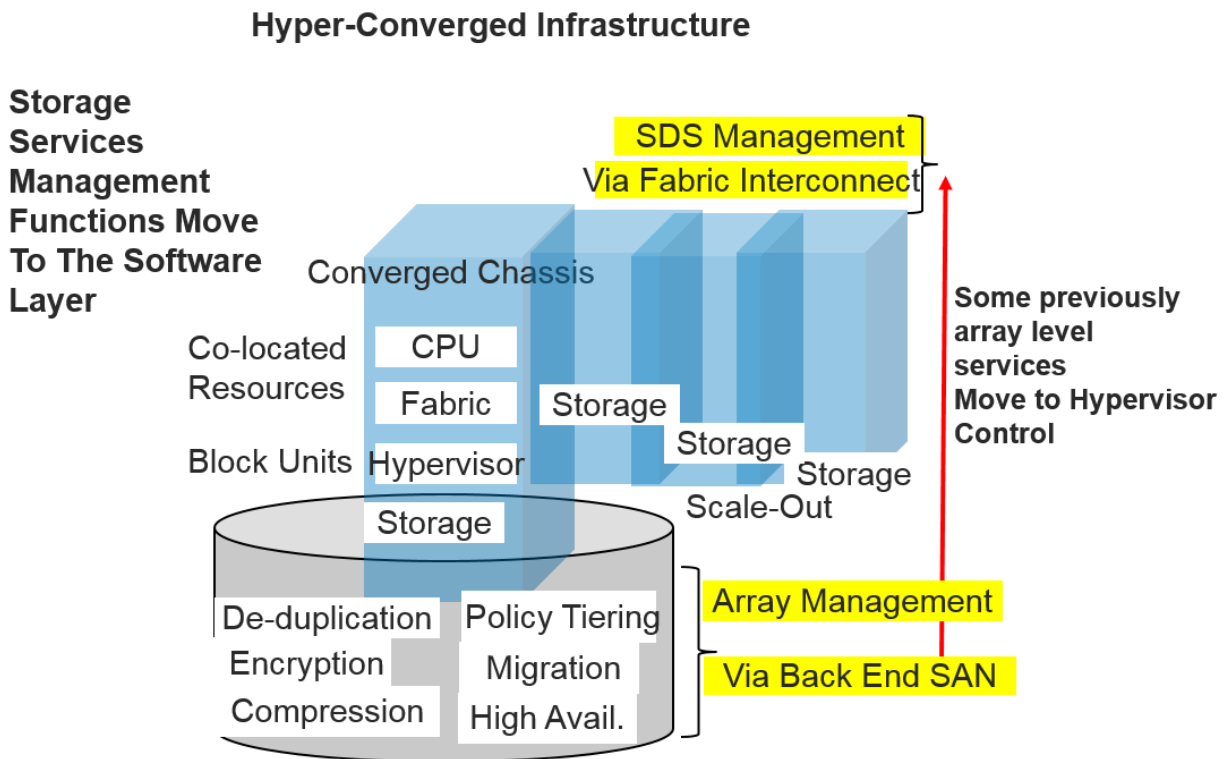 Hyper-Converged Infrastructure
Storage
Services
Management
Functions Move
To The Software
Layer
SDS Management
Via Fabric Interconnect
Converged Chassis
Co-located
Resources
Block Units
CPU
Fabric
Hypervisor
Storage
Storage
Storage
Storage
Scale-Out
Some previously
array level
services
Move to Hypervisor
Control
De-duplication
Encryption
Compression
Policy Tiering
Migration
High Avail.
Array Management
Via Back End SAN